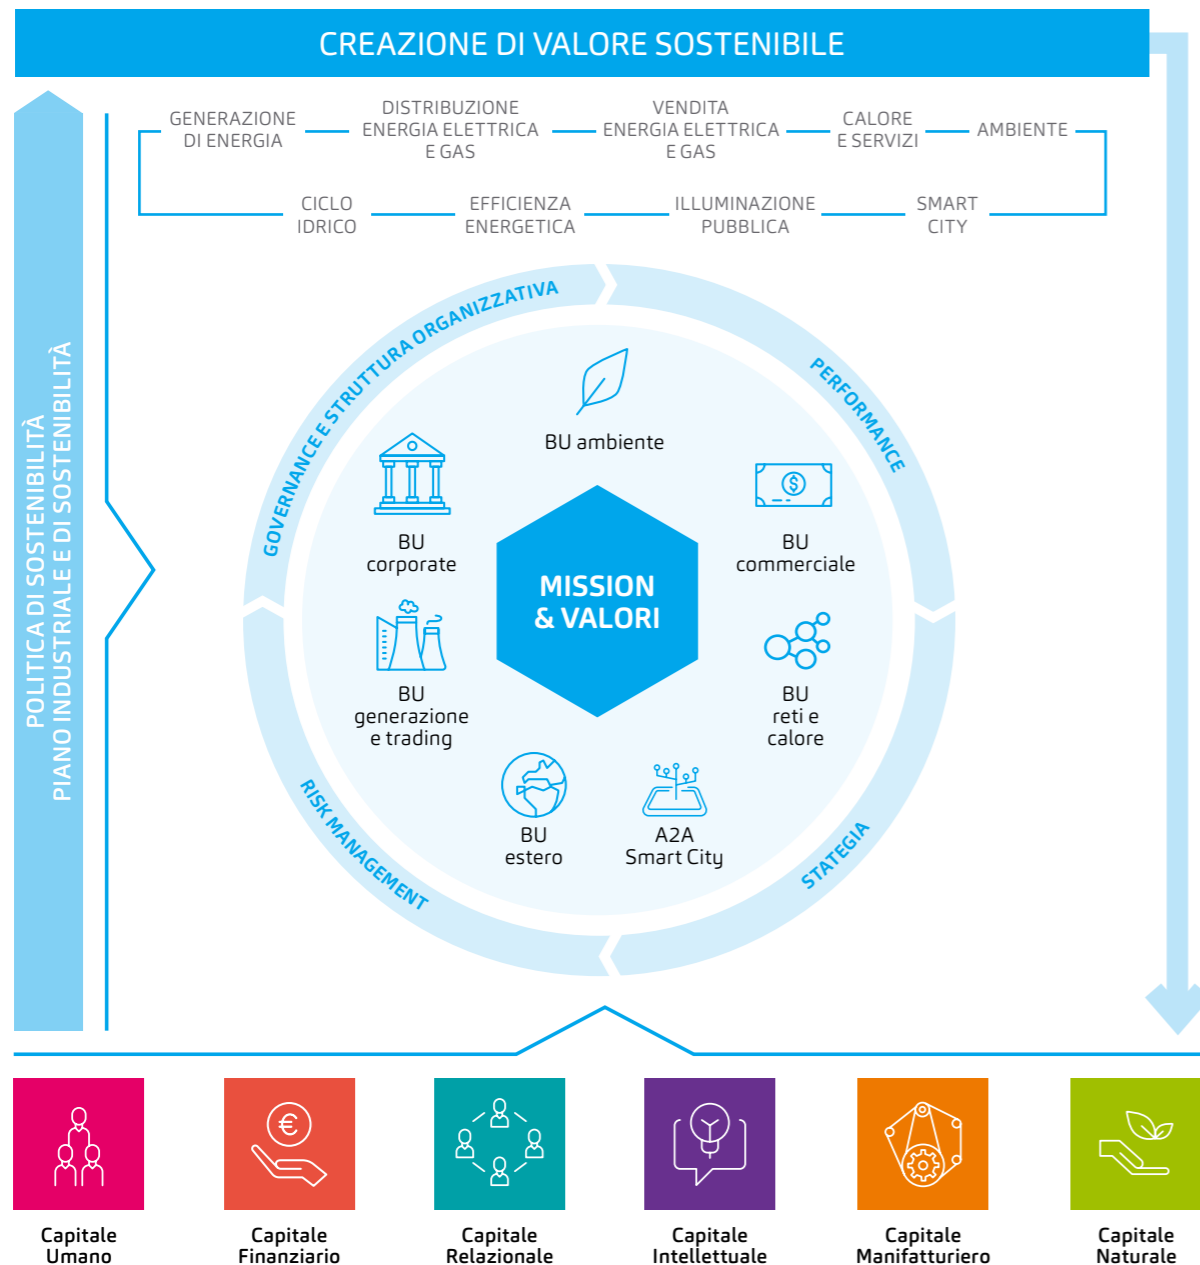 CREAZIONE DI VALORE SOSTENIBILE
GENERAZIONE
DI ENERGIA
DISTRIBUZIONE
ENERGIA ELETTRICA
E GAS
VENDITA
ENERGIA ELETTRICA
E GAS
CALORE
E SERVIZI
AMBIENTE
CICLO
IDRICO
EFFICIENZA
ENERGETICA
ILLUMINAZIONE
PUBBLICA
SMART
CITY
POLITICA DI SOSTENIBILITÀ
PIANO INDUSTRIALE E DI SOSTENIBILITÀ
GOVERNANCE E STRUTTURA ORGANIZZATIVA
PERFORMANCE
BU ambiente
BU
corporate
BU
commerciale
MISSION
& VALORI
BU
generazione
e trading
BU
reti e
calore
BU
estero
A2A
Smart City
RISK MANAGEMENT
STATEGIA
Capitale
Umano
Capitale
Finanziario
Capitale
Relazionale
Capitale
Intellettuale
Capitale
Manifatturiero
Capitale
Naturale